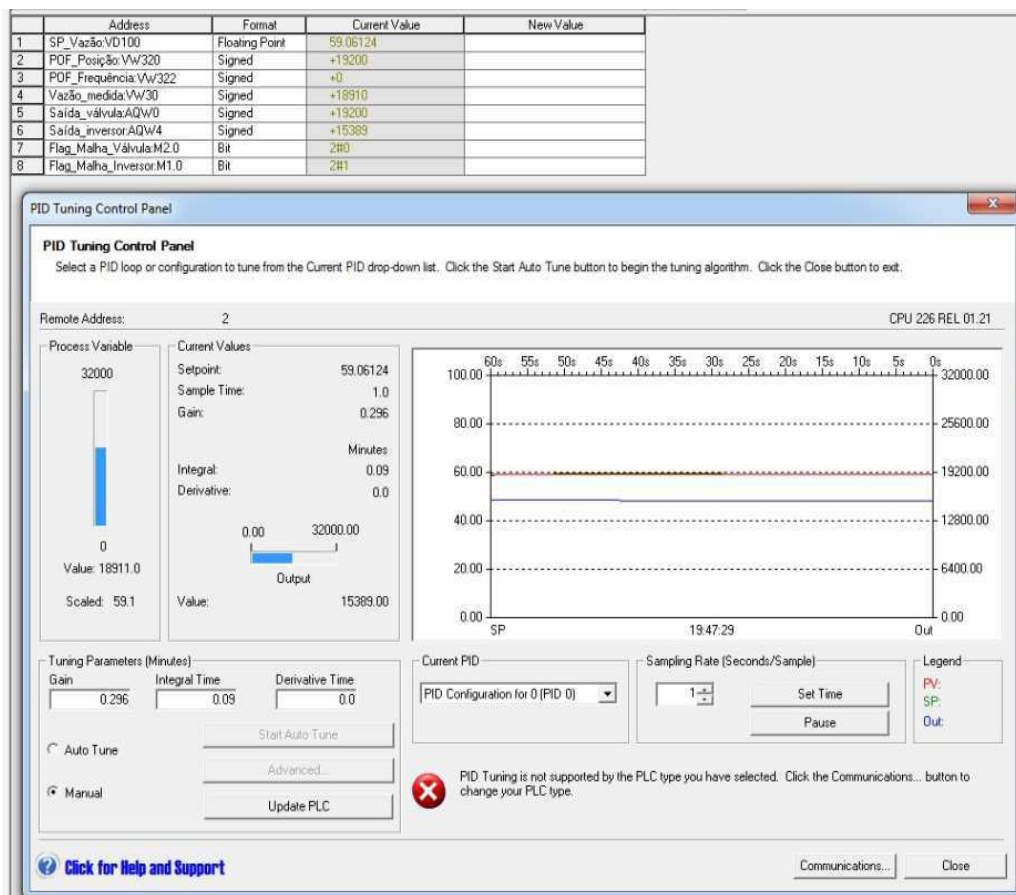 Address Format Current Value New Value
1 SP_Vazão:VD100 Floating Point 59.06124
2 POF_Posição:VW320 Signed +19200
3 POF_Frequência:VW322 Signed +0
4 Vazão_medida:VW30 Signed +18910
5 Saída_válvula:AQW0 Signed +19200
6 Saída_inversor:AQW4 Signed +15389
7 Flag_Malha_Válvula:M2.0 Bit 2#0
8 Flag_Malha_Inversor:M1.0 Bit 2#1
PID Tuning Control Panel
PID Tuning Control Panel
Select a PID loop or configuration to tune from the Current PID drop-down list. Click the Start Auto Tune button to begin the tuning algorithm. Click the Close button to exit.
Remote Address: 2 CPU 226 REL 01.21
Process Variable
32000
0
Value: 18911.0
Scaled: 59.1
Current Values
Setpoint: 59.06124
Sample Time: 1.0
Gain: 0.296
Minutes
Integral: 0.09
Derivative: 0.0
0.00 32000.00
Output
Value: 15389.00
60s 55s 50s 45s 40s 35s 30s 25s 20s 15s 10s 5s 0s
100.00 32000.00
80.00 25600.00
60.00 19200.00
40.00 12800.00
20.00 6400.00
0.00 0.00
SP 19:47:29 Out
Tuning Parameters (Minutes)
Gain Integral Time Derivative Time
0.296 0.09 0.0
Auto Tune
Manual
Start Auto Tune
Advanced...
Update PLC
Current PID
PID Configuration for 0 (PID 0)
Sampling Rate (Seconds/Sample)
1
Set Time
Pause
Legend
PV:
SP:
Out:
PID Tuning is not supported by the PLC type you have selected. Click the Communications... button to
change your PLC type.
Click for Help and Support
Communications...
Close